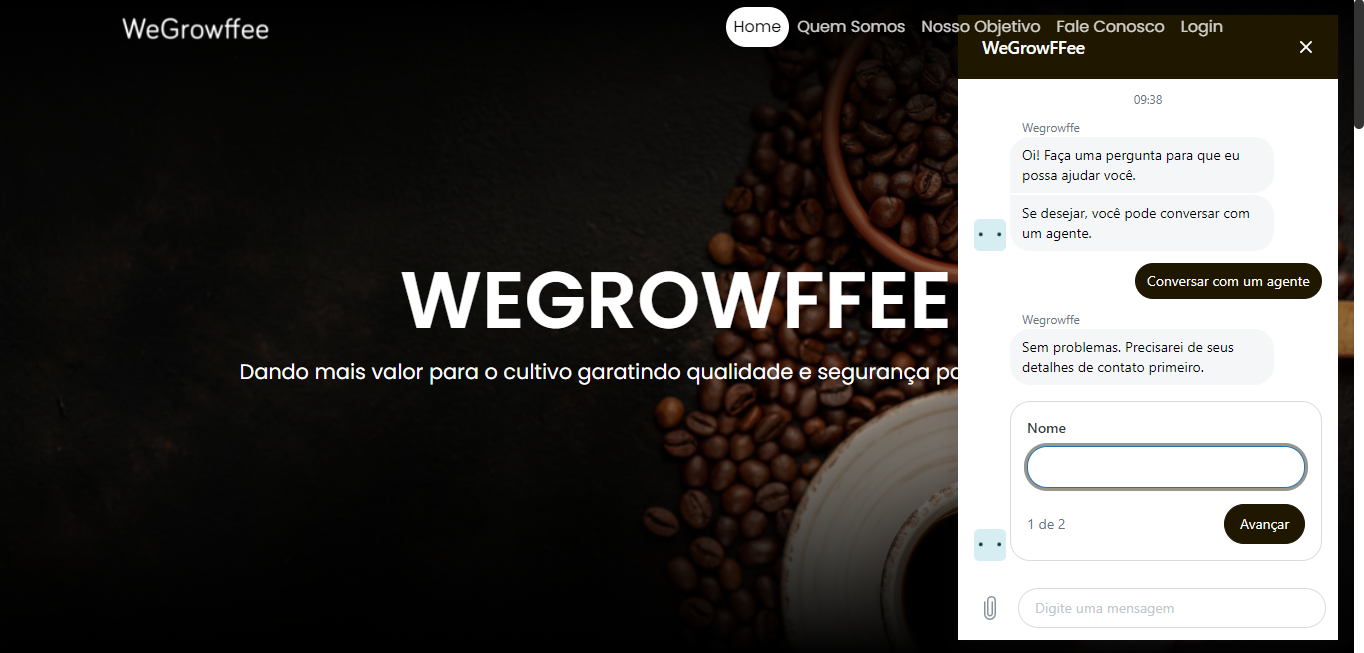 WeGrowffee
Home
Quem Somos
Nosso Objetivo
Fale Conosco
Login
WEGROWFFEE
Dando mais valor para o cultivo garatindo qualidade e segurança
WeGrowFFee
09:38
Wegrowffe
Oi! Faça uma pergunta para que eu
possa ajudar você.
Se desejar, você pode conversar com
um agente.
Conversar com um agente
Wegrowffe
Sem problemas. Precisarei de seus
detalhes de contato primeiro.
Nome
1 de 2
Avançar
Digite uma mensagem